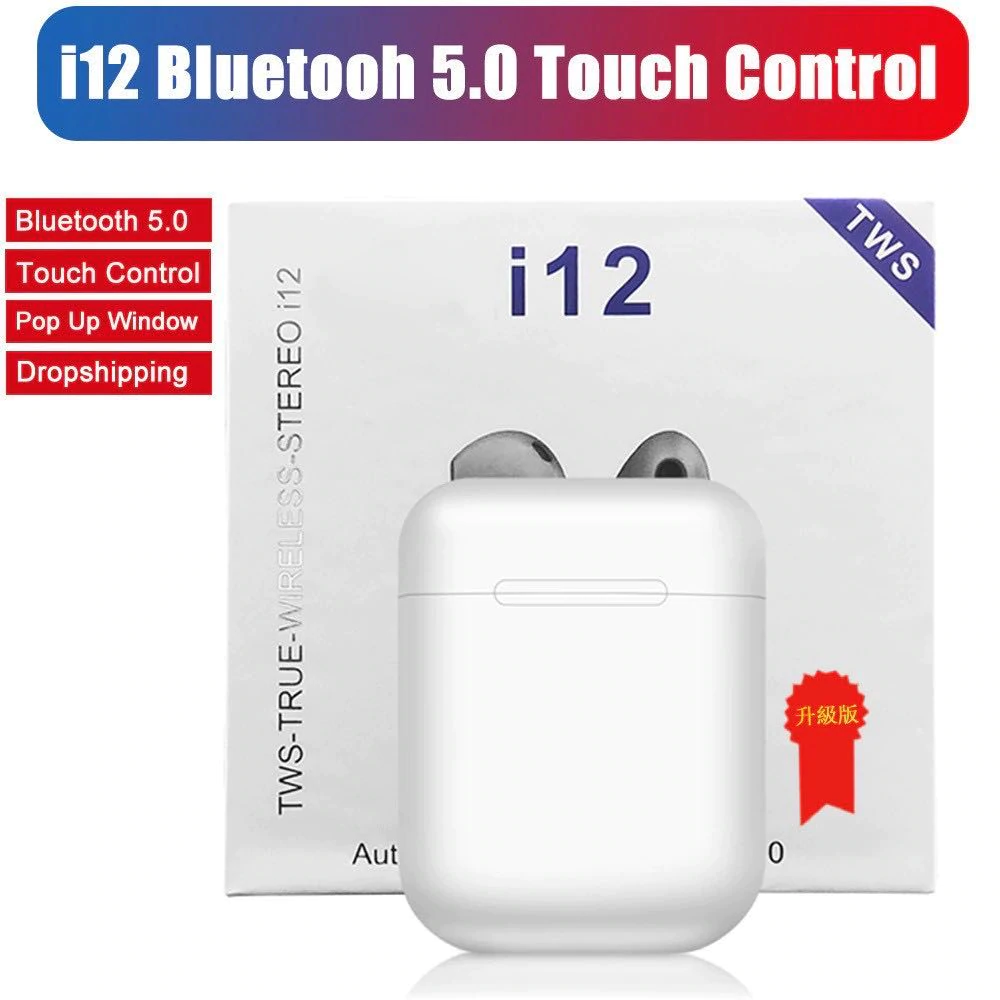 i12 Bluetooh 5.0 Touch Control
Bluetooth 5.0
Touch Control
Pop Up Window
Dropshipping
TWS
i12
TWS-TRUE-WIRELESS-STEREO i12
升級版
Aut
0